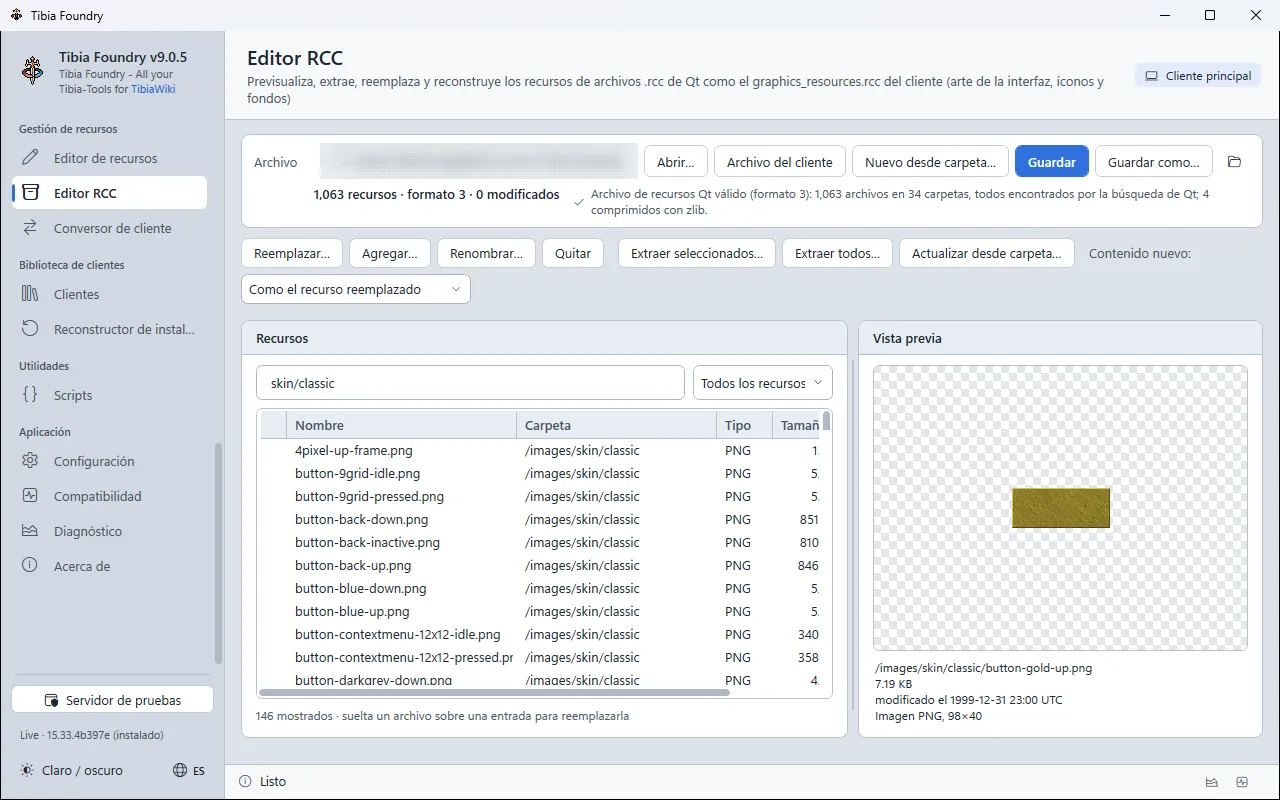 Tibia Foundry
Tibia Foundry v9.0.5
Tibia Foundry - All your
Tibia-Tools for TibiaWiki
Gestión de recursos
Editor de recursos
Editor RCC
Conversor de cliente
Biblioteca de clientes
Clientes
Reconstructor de instal...
Utilidades
Scripts
Aplicación
Configuración
Compatibilidad
Diagnóstico
Acerca de
Servidor de pruebas
Live · 15.33.4b397e (instalado)
Claro / oscuro
ES
Editor RCC
Previsualiza, extrae, reemplaza y reconstruye los recursos de archivos .rcc de Qt como el graphics_resources.rcc del cliente (arte de la interfaz, íconos y
fondos)
Cliente principal
Archivo
Abrir...
Archivo del cliente
Nuevo desde carpeta...
Guardar
Guardar como...
1,063 recursos · formato 3 · 0 modificados
Archivo de recursos Qt válido (formato 3): 1,063 archivos en 34 carpetas, todos encontrados por la búsqueda de Qt; 4
comprimidos con zlib.
Reemplazar...
Agregar...
Renombrar...
Quitar
Extraer seleccionados...
Extraer todos...
Actualizar desde carpeta...
Contenido nuevo:
Como el recurso reemplazado
Recursos
skin/classic
Todos los recursos
Nombre Carpeta Tipo Tamañ
4pixel-up-frame.png /images/skin/classic PNG 1.
button-9grid-idle.png /images/skin/classic PNG 5.
button-9grid-pressed.png /images/skin/classic PNG 5.
button-back-down.png /images/skin/classic PNG 851
button-back-inactive.png /images/skin/classic PNG 810
button-back-up.png /images/skin/classic PNG 846
button-blue-down.png /images/skin/classic PNG 5.
button-blue-up.png /images/skin/classic PNG 5.
button-contextmenu-12x12-idle.png /images/skin/classic PNG 340
button-contextmenu-12x12-pressed.pr /images/skin/classic PNG 358
button-darkgrey-down.png /images/skin/classic PNG 4.
146 mostrados · suelta un archivo sobre una entrada para reemplazarla
Vista previa
/images/skin/classic/button-gold-up.png
7.19 KB
modificado el 1999-12-31 23:00 UTC
Imagen PNG, 98×40
Listo